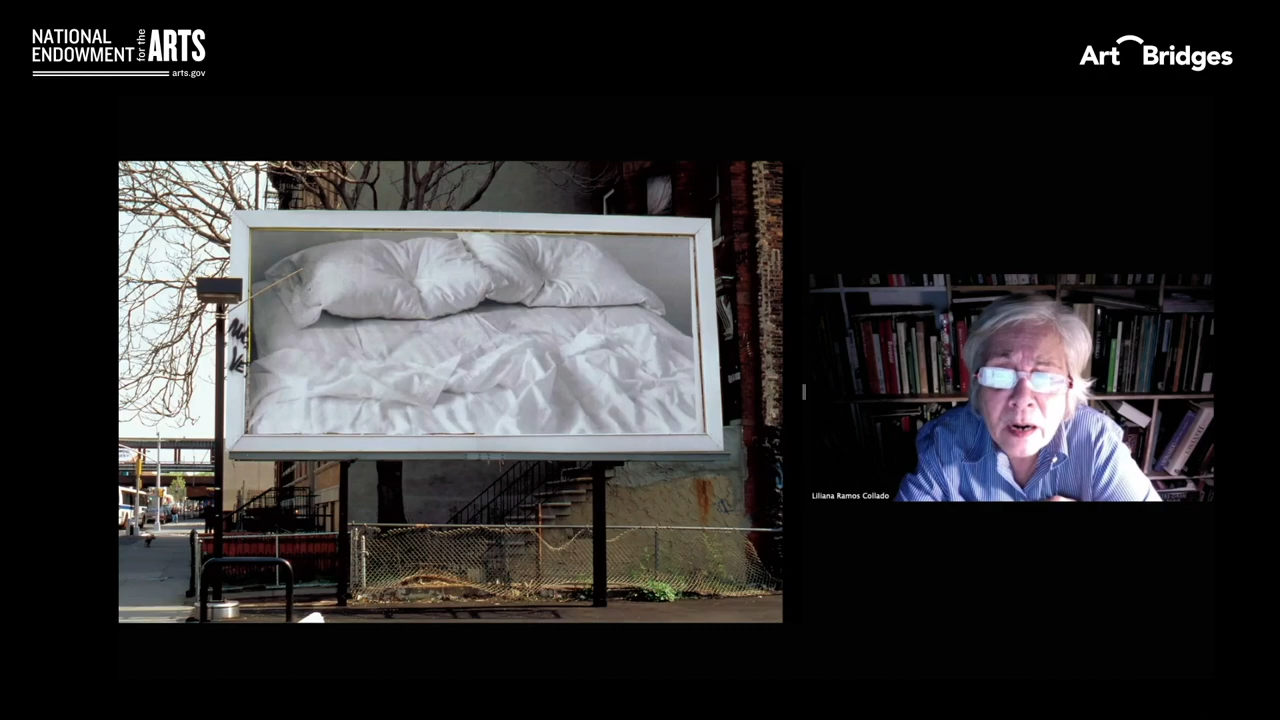 NATIONAL
ENDOWMENT for the ARTS
arts.gov
Art Bridges
Liliana Ramos Collado